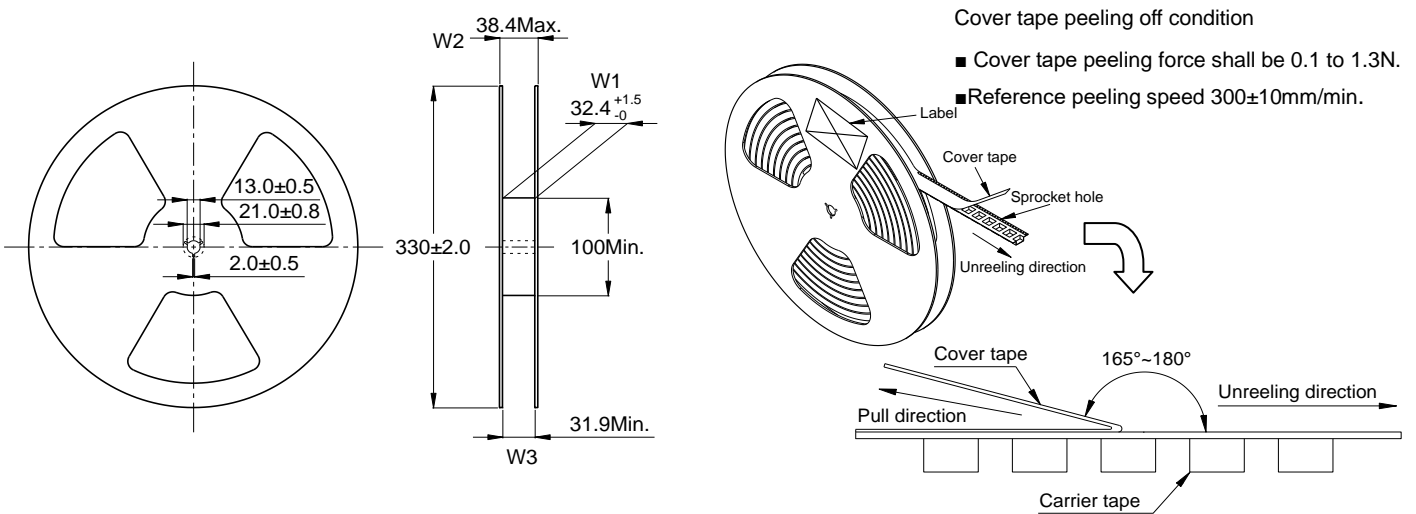 38.4Max.
W2
W1
32.4 +1.5 -0
13.0±0.5
21.0±0.8
330±2.0
100Min.
2.0±0.5
31.9Min.
W3
Cover tape peeling off condition
■ Cover tape peeling force shall be 0.1 to 1.3N.
■Reference peeling speed 300±10mm/min.
Label
Cover tape
Sprocket hole
Unreeling direction
Cover tape
165°~180°
Unreeling direction
Pull direction
Carrier tape